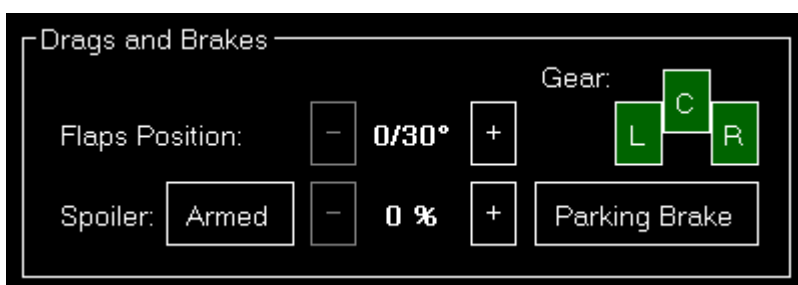 Drags and Brakes
Gear:
C
L R
Flaps Position: - 0/30° +
Spoiler: Armed - 0 % + Parking Brake